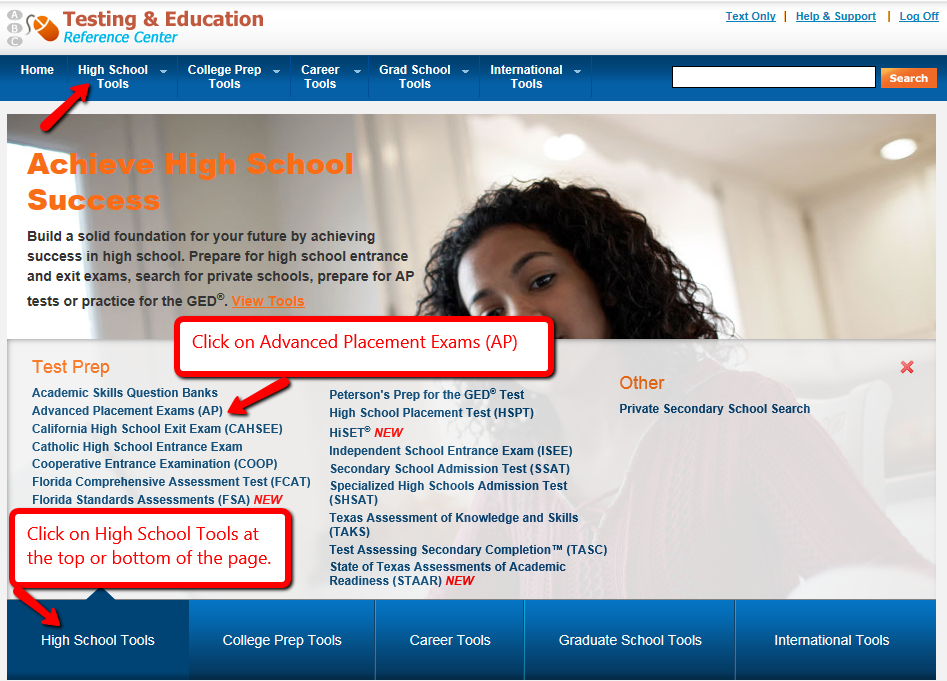 A
B
C
Testing & Education
Reference Center
Text Only | Help & Support | Log Off
Home
High School
Tools
College Prep
Tools
Career
Tools
Grad School
Tools
International
Tools
Search
Achieve High School
Success
Build a solid foundation for your future by achieving
success in high school. Prepare for high school entrance
and exit exams, search for private schools, prepare for AP
tests or practice for the GED®. View Tools
Click on Advanced Placement Exams (AP)
Test Prep
Academic Skills Question Banks
Advanced Placement Exams (AP)
California High School Exit Exam (CAHSEE)
Catholic High School Entrance Exam
Cooperative Entrance Examination (COOP)
Florida Comprehensive Assessment Test (FCAT)
Florida Standards Assessments (FSA) NEW
Peterson's Prep for the GED® Test
High School Placement Test (HSPT)
HiSET® NEW
Independent School Entrance Exam (ISEE)
Secondary School Admission Test (SSAT)
Specialized High Schools Admission Test
(SHSAT)
Texas Assessment of Knowledge and Skills
(TAKS)
Test Assessing Secondary Completion™ (TASC)
State of Texas Assessments of Academic
Readiness (STAAR) NEW
Other
Private Secondary School Search
Click on High School Tools at
the top or bottom of the page.
High School Tools
College Prep Tools
Career Tools
Graduate School Tools
International Tools